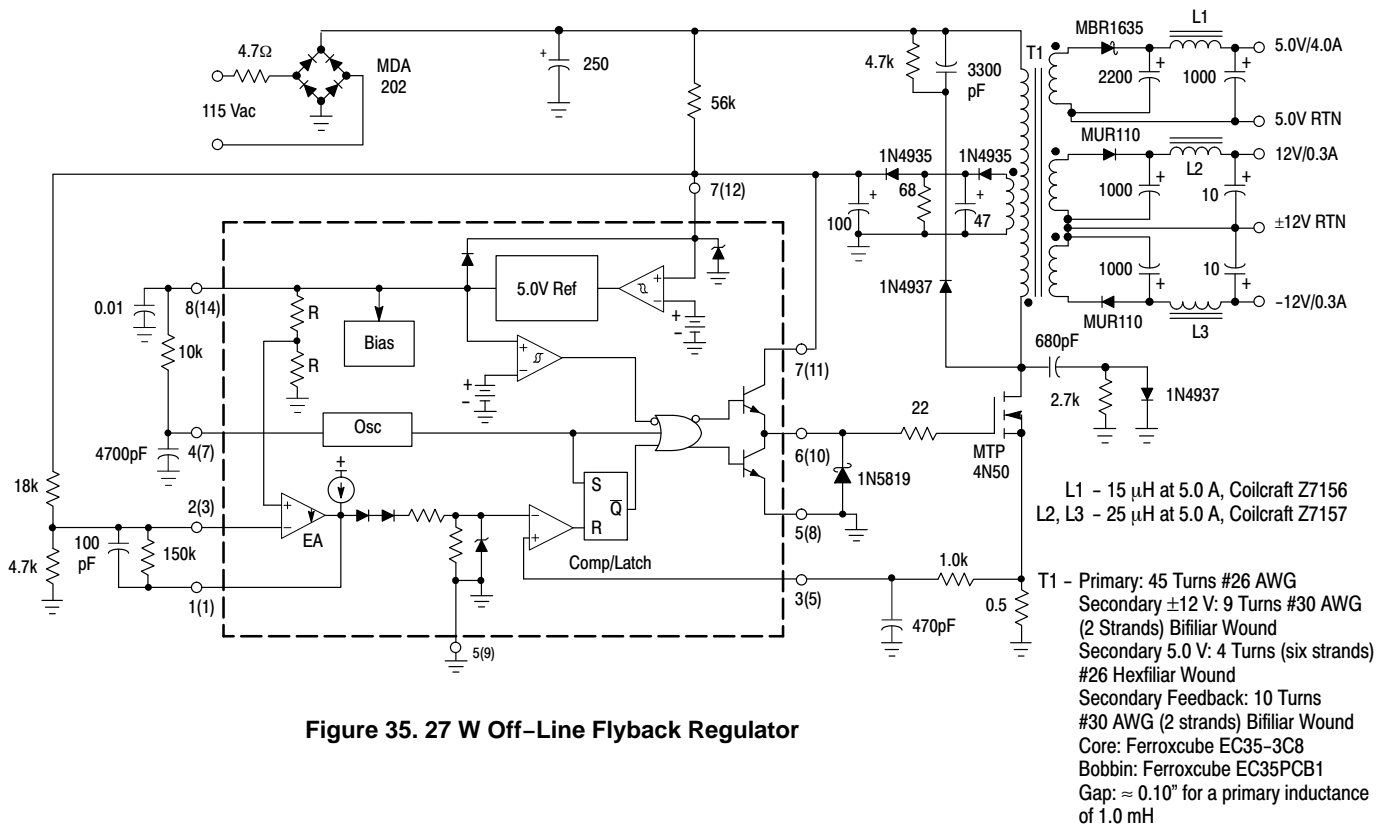 MBR1635
L1
4.7Ω
MDA
202
115 Vac
+
250
56k
4.7k
3300
pF
T1
+
2200
+
1000
5.0V/4.0A
5.0V RTN
MUR110
12V/0.3A
L2
1000
+
10
+
±12V RTN
1000
+
10
+
MUR110
L3
-12V/0.3A
1N4935
1N4935
7(12)
68
+
100
+
47
1N4937
680pF
2.7k
1N4937
0.01
8(14)
R
R
Bias
5.0V Ref
+
−
+
−
+
−
+
−
10k
7(11)
Osc
4700pF
4(7)
22
6(10)
MTP
4N50
18k
+
S
Q
R
1N5819
2(3)
+
−
EA
−
+
5(8)
100
pF
150k
Comp/Latch
4.7k
1(1)
3(5)
1.0k
0.5
470pF
5(9)
L1 - 15 μH at 5.0 A, Coilcraft Z7156
L2, L3 - 25 μH at 5.0 A, Coilcraft Z7157
T1 - Primary: 45 Turns #26 AWG
Secondary ±12 V: 9 Turns #30 AWG
(2 Strands) Bifiliar Wound
Secondary 5.0 V: 4 Turns (six strands)
#26 Hexfiliar Wound
Secondary Feedback: 10 Turns
#30 AWG (2 strands) Bifiliar Wound
Core: Ferroxcube EC35-3C8
Bobbin: Ferroxcube EC35PCB1
Gap: ≈ 0.10" for a primary inductance
of 1.0 mH
Figure 35. 27 W Off−Line Flyback Regulator